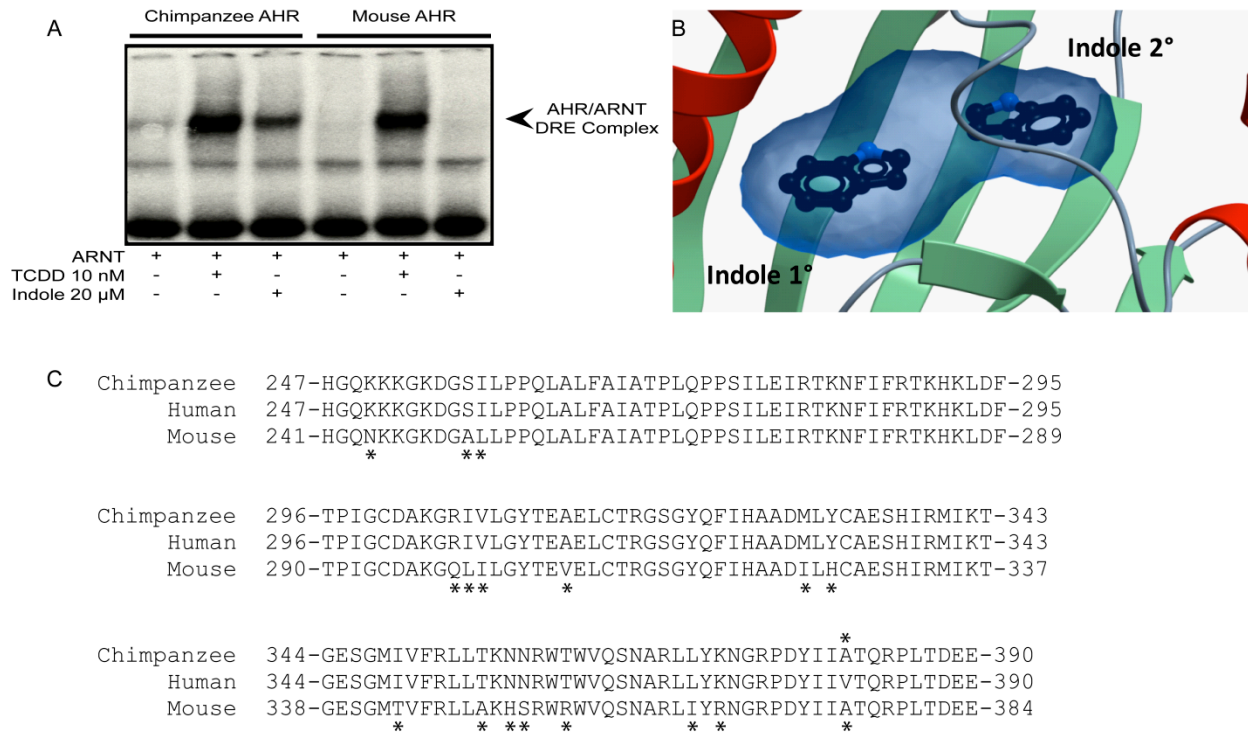 A
Chimpanzee AHR Mouse AHR
AHR/ARNT
DRE Complex
ARNT + + + + + +
TCDD 10 nM - + - - + -
Indole 20 µM - - + - - +
B
Indole 2°
Indole 1°
C
Chimpanzee 247-HGQKKKGKDGSILPPQLALFAIATPLQPPSILEIRTKNFIFRTKHKLDF-295
Human 247-HGQKKKGKDGSILPPQLALFAIATPLQPPSILEIRTKNFIFRTKHKLDF-295
Mouse 241-HGQNKKGKDGALLPPQLALFAIATPLQPPSILEIRTKNFIFRTKHKLDF-289
* **
Chimpanzee 296-TPIGCDAKGRIVLGYTEAELCTRGSGYQFIHAADMLYCAESHIRMIKT-343
Human 296-TPIGCDAKGRIVLGYTEAELCTRGSGYQFIHAADMLYCAESHIRMIKT-343
Mouse 290-TPIGCDAKGQLILGYTEVELCTRGSGYQFIHAADILHCAESHIRMIKT-337
*** * * *
*
Chimpanzee 344-GESGMIVFRLLTKNNRWTWVQSNARLLYKNGRPDYIIATQRPLTDEE-390
Human 344-GESGMIVFRLLTKNNRWTWVQSNARLLYKNGRPDYIIVTQRPLTDEE-390
Mouse 338-GESGMTVFRLLAKHSRWRWVQSNARLIYRNGRPDYIIATQRPLTDEE-384
* * ** * * * *